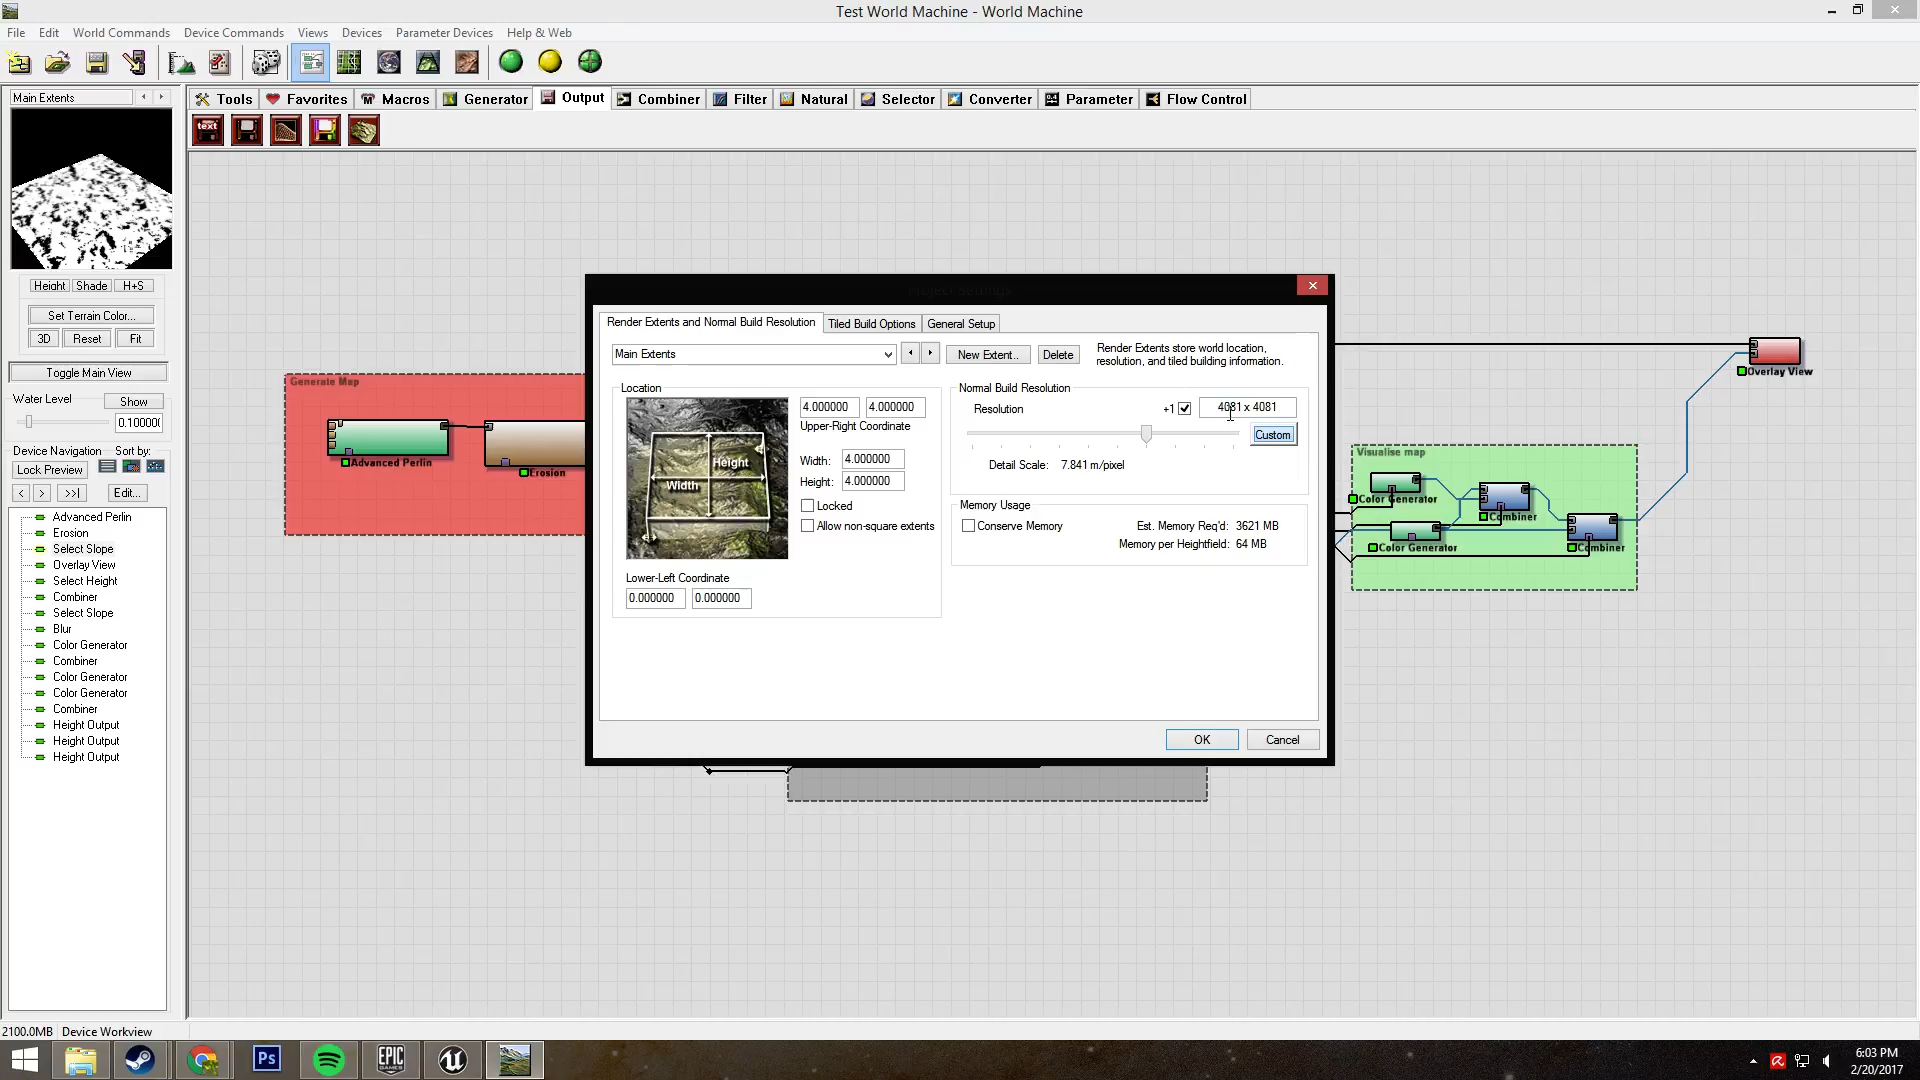 Test World Machine - World Machine
File Edit World Commands Device Commands Views Devices Parameter Devices Help & Web
Main Extents
Tools Favorites Macros Generator Output Combiner Filter Natural Selector Converter Parameter Flow Control
text
Height Shade H+S
Set Terrain Color...
3D Reset Fit
Toggle Main View
Water Level Show
0.10000(
Device Navigation Sort by:
Lock Preview
< > >>| Edit...
Advanced Perlin
Erosion
Select Slope
Overlay View
Select Height
Combiner
Select Slope
Blur
Color Generator
Combiner
Color Generator
Color Generator
Combiner
Height Output
Height Output
Height Output
Generate Map
Advanced Perlin
Erosion
Project Settings
Render Extents and Normal Build Resolution Tiled Build Options General Setup
Main Extents
New Extent.. Delete
Render Extents store world location,
resolution, and tiled building information.
Location
Height
Width
4.000000 4.000000
Upper-Right Coordinate
Width: 4.000000
Height: 4.000000
Locked
Allow non-square extents
Lower-Left Coordinate
0.000000 0.000000
Normal Build Resolution
Resolution +1 4081 x 4081
Custom
Detail Scale: 7.841 m/pixel
Memory Usage
Conserve Memory Est. Memory Req'd: 3621 MB
Memory per Heightfield: 64 MB
OK Cancel
Overlay View
Visualise map
Color Generator
Combiner
Color Generator
Combiner
2100.0MB Device Workview
Ps
EPIC
GAMES
6:03 PM
2/20/2017